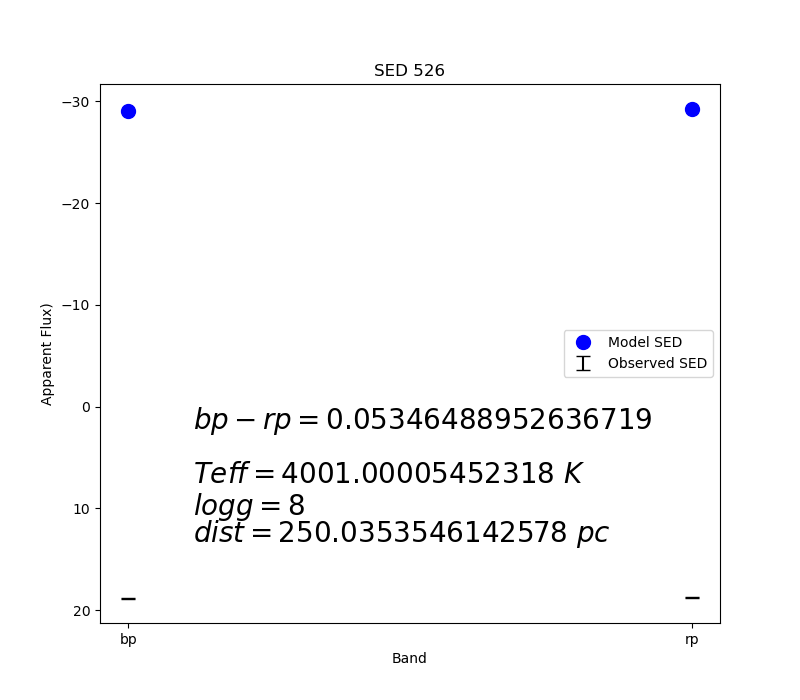 SED 526
−30
−20
−10
0
10
20
Apparent Flux)
Model SED
Observed SED
bp − rp = 0.05346488952636719
Teff = 4001.00005452318 K
logg = 8
dist = 250.0353546142578 pc
bp
rp
Band